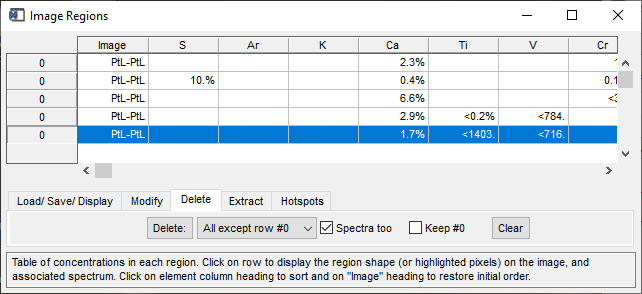 Image Regions
Image S Ar K Ca Ti V Cr
0 PtL-PtL 2.3%
0 PtL-PtL 10.% 0.4% 0.1
0 PtL-PtL 6.6% <3
0 PtL-PtL 2.9% <0.2% <784.
0 PtL-PtL 1.7% <1403. <716.
Load/ Save/ Display Modify Delete Extract Hotspots
Delete: All except row #0 Spectra too Keep #0 Clear
Table of concentrations in each region. Click on row to display the region shape (or highlighted pixels) on the image, and
associated spectrum. Click on element column heading to sort and on "Image" heading to restore initial order.